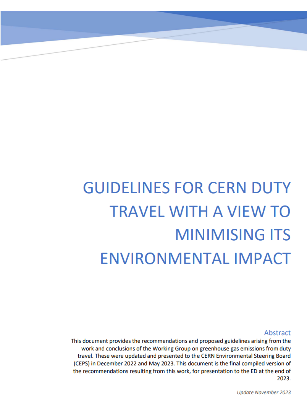 GUIDELINES FOR CERN DUTY
TRAVEL WITH A VIEW TO
MINIMISING ITS
ENVIRONMENTAL IMPACT
Abstract
This document provides the recommendations and proposed guidelines arising from the
work and conclusions of the Working Group on greenhouse gas emissions from duty
travel. These were updated and presented to the CERN Environmental Steering Board
(CEPS) in December 2022 and May 2023. This document is the final compiled version of
the recommendations resulting from this work, for presentation to the ED at the end of
2023.
Update November 2023